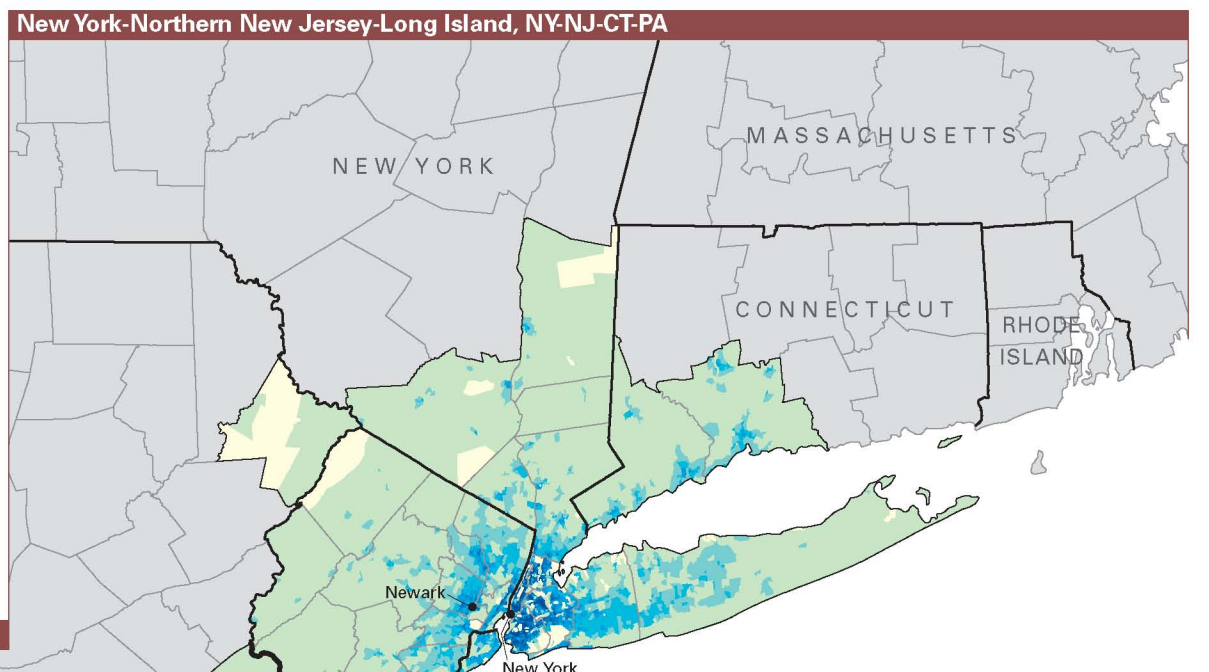 New York-Northern New Jersey-Long Island, NY-NJ-CT-PA
MASSACHUSETTS
NEW YORK
CONNECTICUT
RHODE
ISLAND
Newark
New York